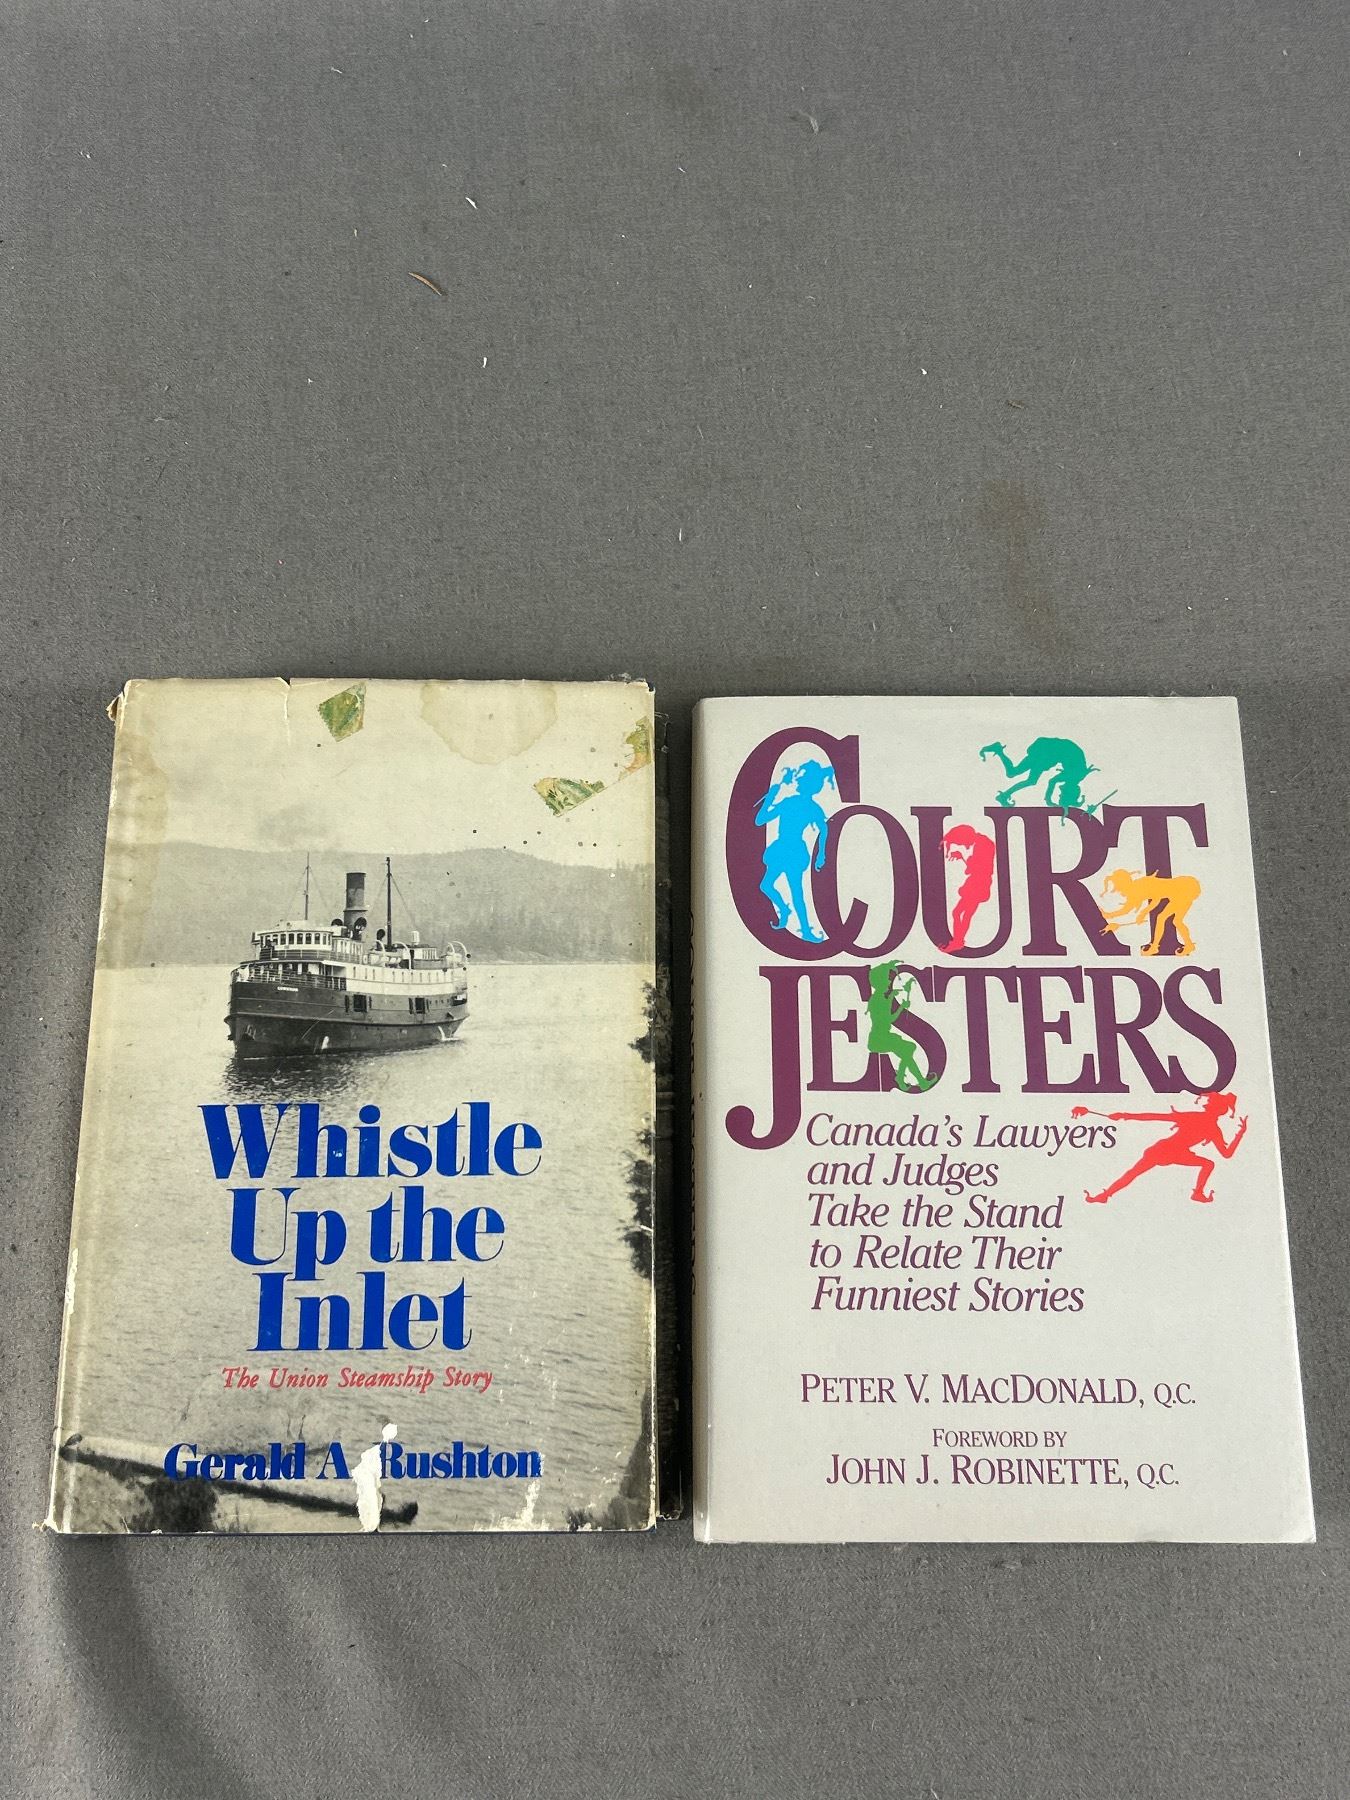 Whistle
Up the
Inlet
The Union Steamship Story
Gerald A. Rushton
COURT
JESTERS
Canada's Lawyers
and Judges
Take the Stand
to Relate Their
Funniest Stories
PETER V. MACDONALD, Q.C.
FOREWORD BY
JOHN J. ROBINETTE, Q.C.